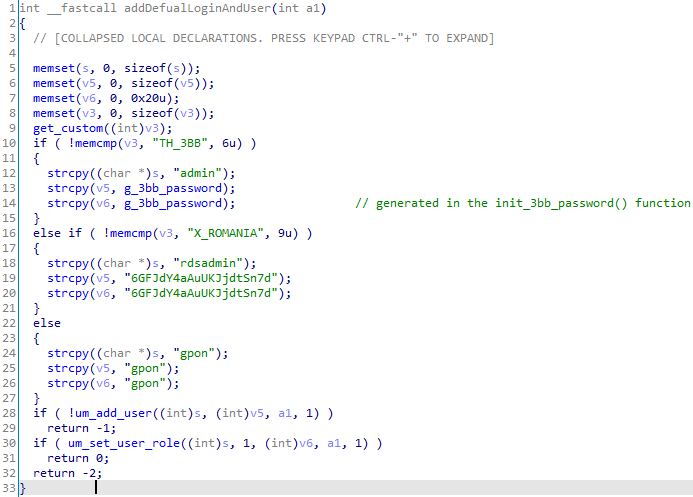 1 int __fastcall addDefualLoginAndUser(int a1)
2 {
3   // [COLLAPSED LOCAL DECLARATIONS. PRESS KEYPAD CTRL-"+" TO EXPAND]
4
5   memset(s, 0, sizeof(s));
6   memset(v5, 0, sizeof(v5));
7   memset(v6, 0, 0x20u);
8   memset(v3, 0, sizeof(v3));
9   get_custom((int)v3);
10   if ( !memcmp(v3, "TH_3BB", 6u) )
11   {
12     strcpy((char *)s, "admin");
13     strcpy(v5, g_3bb_password);
14     strcpy(v6, g_3bb_password);                 // generated in the init_3bb_password() function
15   }
16   else if ( !memcmp(v3, "X_ROMANIA", 9u) )
17   {
18     strcpy((char *)s, "rdsadmin");
19     strcpy(v5, "6GFJdY4aAuUKJjdtSn7d");
20     strcpy(v6, "6GFJdY4aAuUKJjdtSn7d");
21   }
22   else
23   {
24     strcpy((char *)s, "gpon");
25     strcpy(v5, "gpon");
26     strcpy(v6, "gpon");
27   }
28   if ( !um_add_user((int)s, (int)v5, a1, 1) )
29     return -1;
30   if ( um_set_user_role((int)s, 1, (int)v6, a1, 1) )
31     return 0;
32   return -2;
33 }